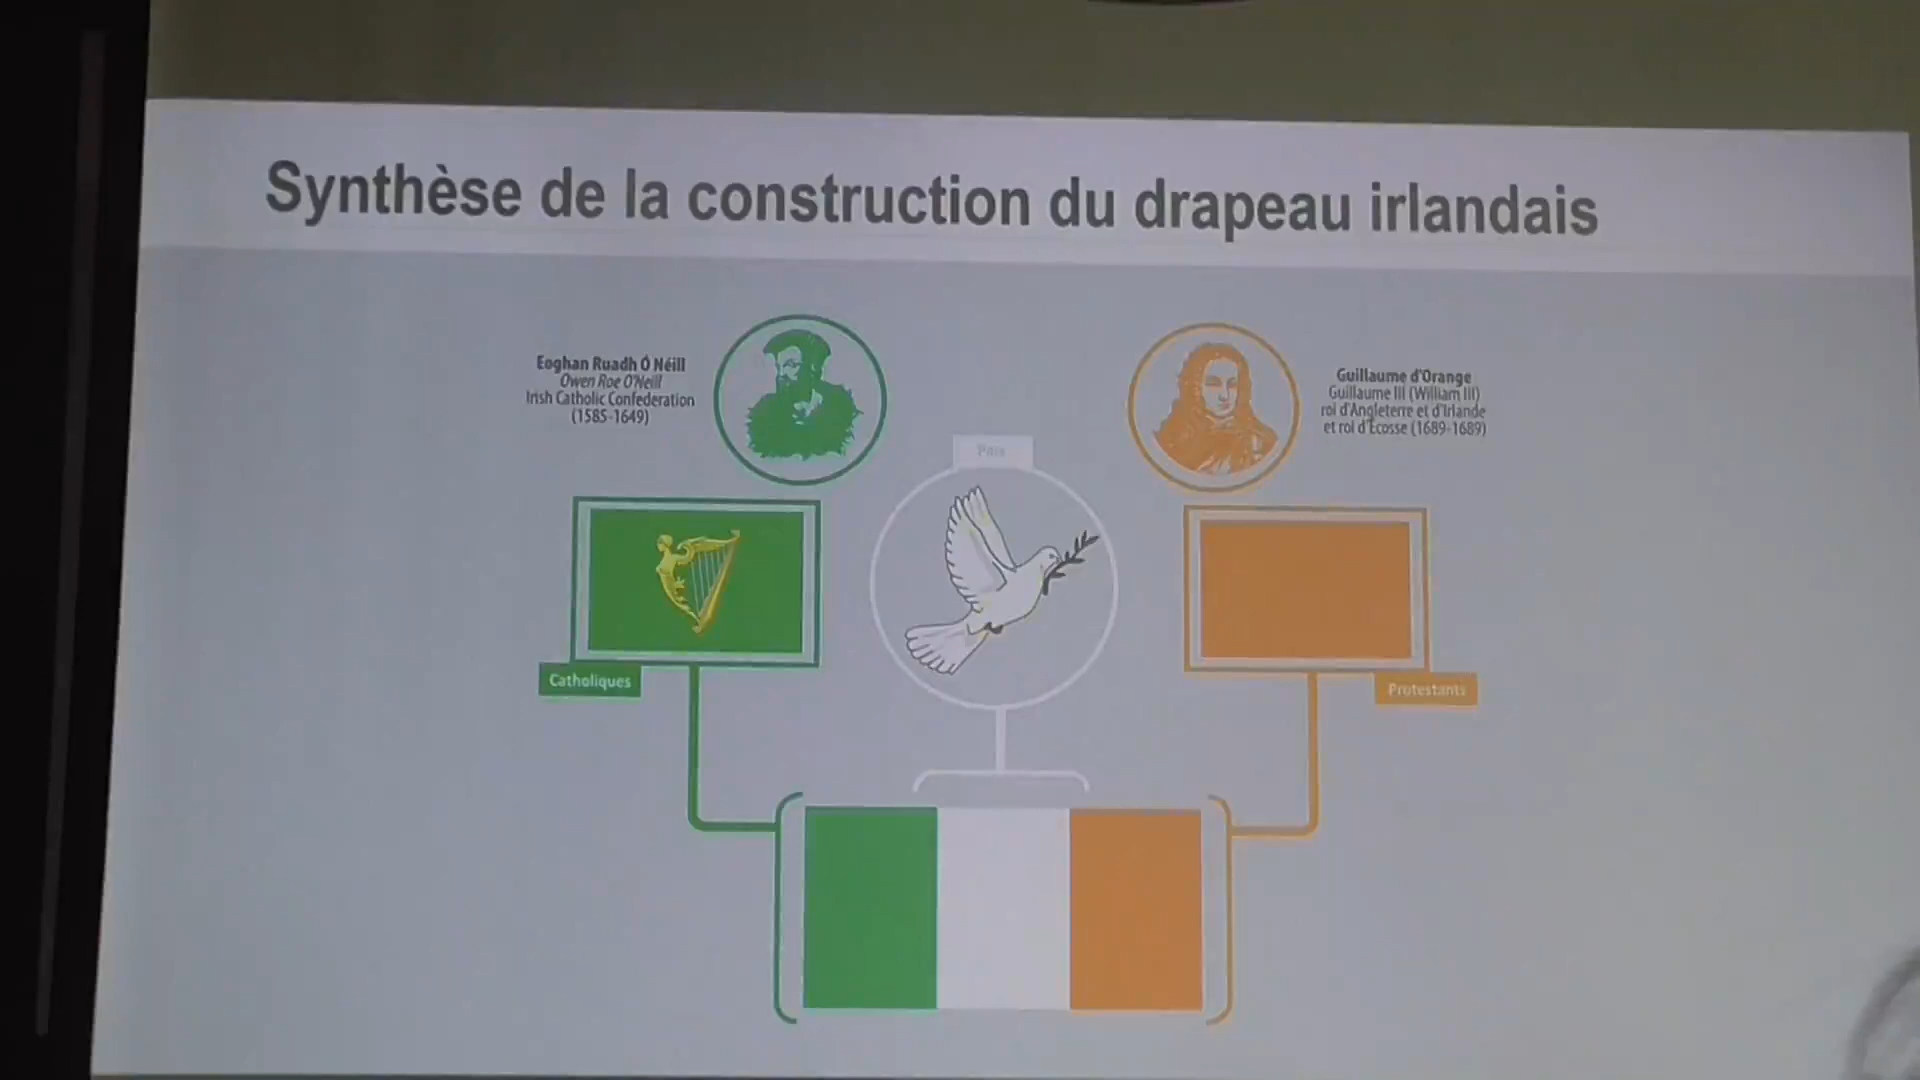 Synthèse de la construction du drapeau irlandais
Eoghan Ruadh Ó Néill
Owen Roe O'Neill
Irish Catholic Confederation
(1585-1649)
Guillaume d'Orange
Guillaume III (William III)
roi d'Angleterre et d'Irlande
et roi d'Écosse (1689-1689)
Paix
Catholiques
Protestants